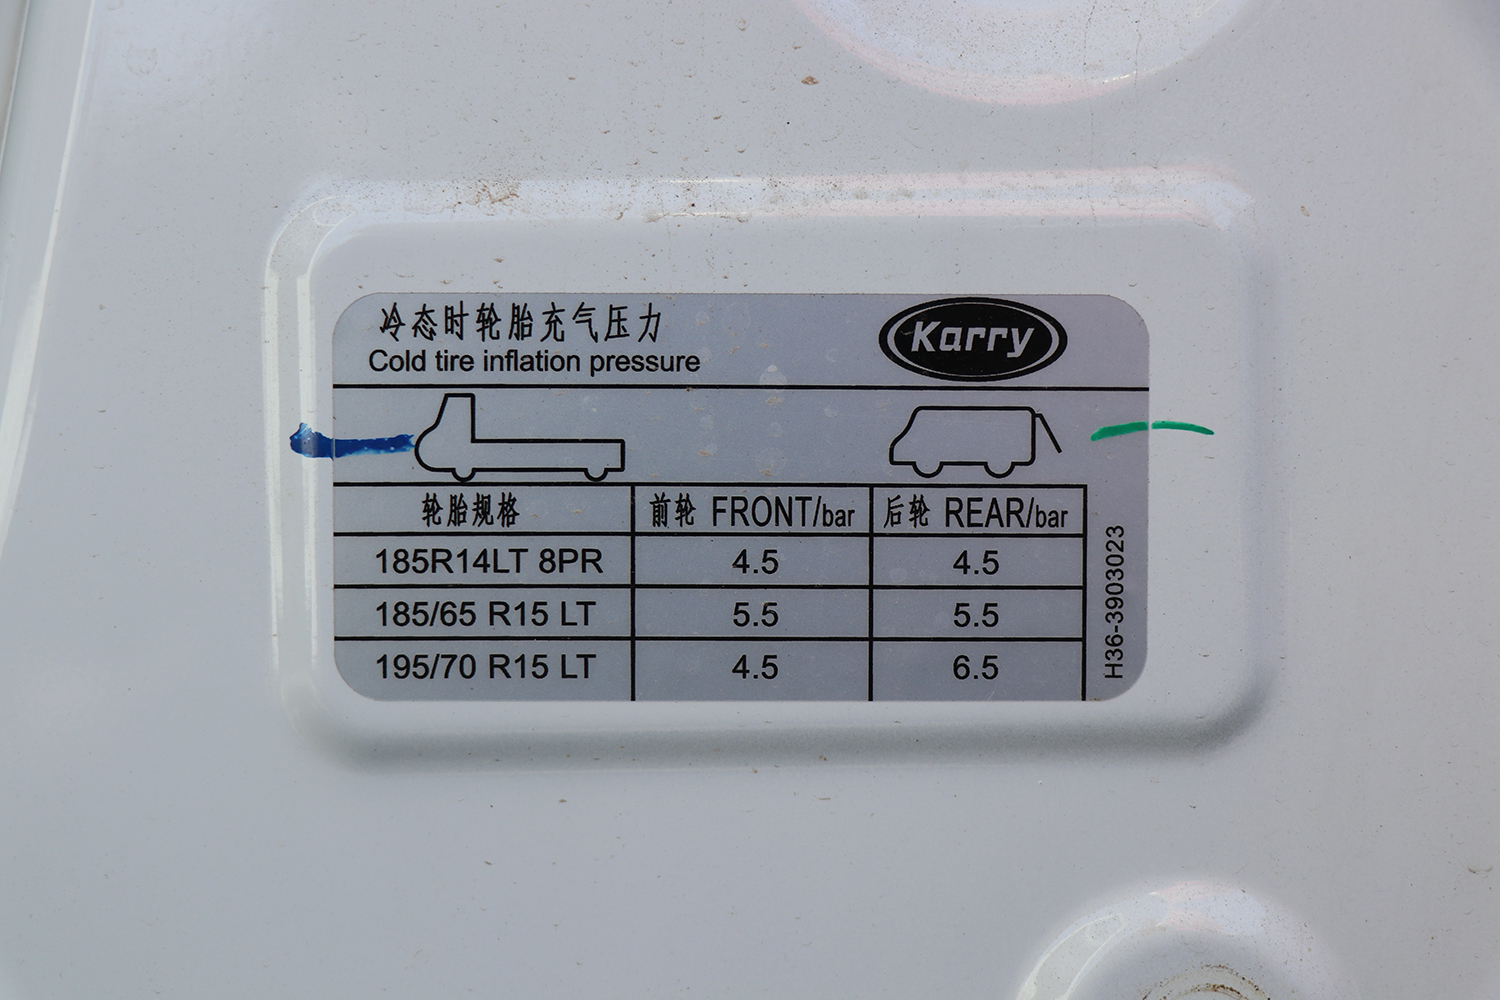 冷态时轮胎充气压力
Cold tire inflation pressure
Karry
轮胎规格 前轮 FRONT/bar 后轮 REAR/bar
185R14LT 8PR 4.5 4.5
185/65 R15 LT 5.5 5.5
195/70 R15 LT 4.5 6.5
H36-3903023